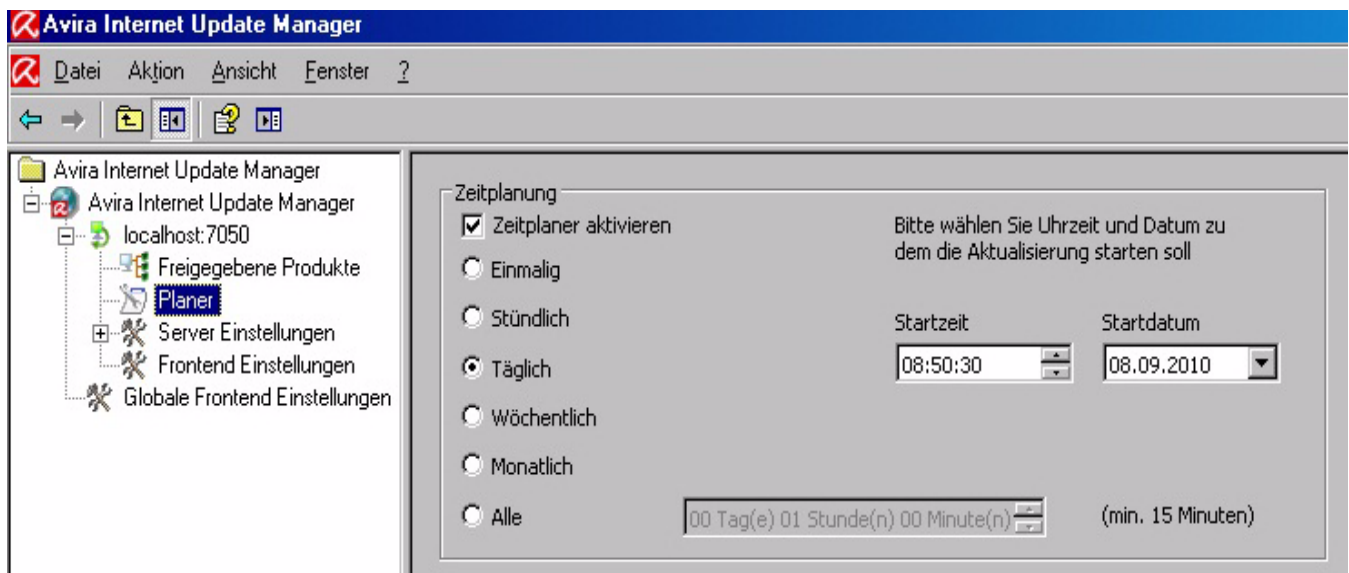 Avira Internet Update Manager
Datei Aktion Ansicht Fenster ?
Avira Internet Update Manager
Avira Internet Update Manager
localhost:7050
Freigegebene Produkte
Planer
Server Einstellungen
Frontend Einstellungen
Globale Frontend Einstellungen
Zeitplanung
Zeitplaner aktivieren
Einmalig
Stündlich
Täglich
Wöchentlich
Monatlich
Alle
00 Tag(e) 01 Stunde(n) 00 Minute(n)
(min. 15 Minuten)
Bitte wählen Sie Uhrzeit und Datum zu
dem die Aktualisierung starten soll
Startzeit
08:50:30
Startdatum
08.09.2010